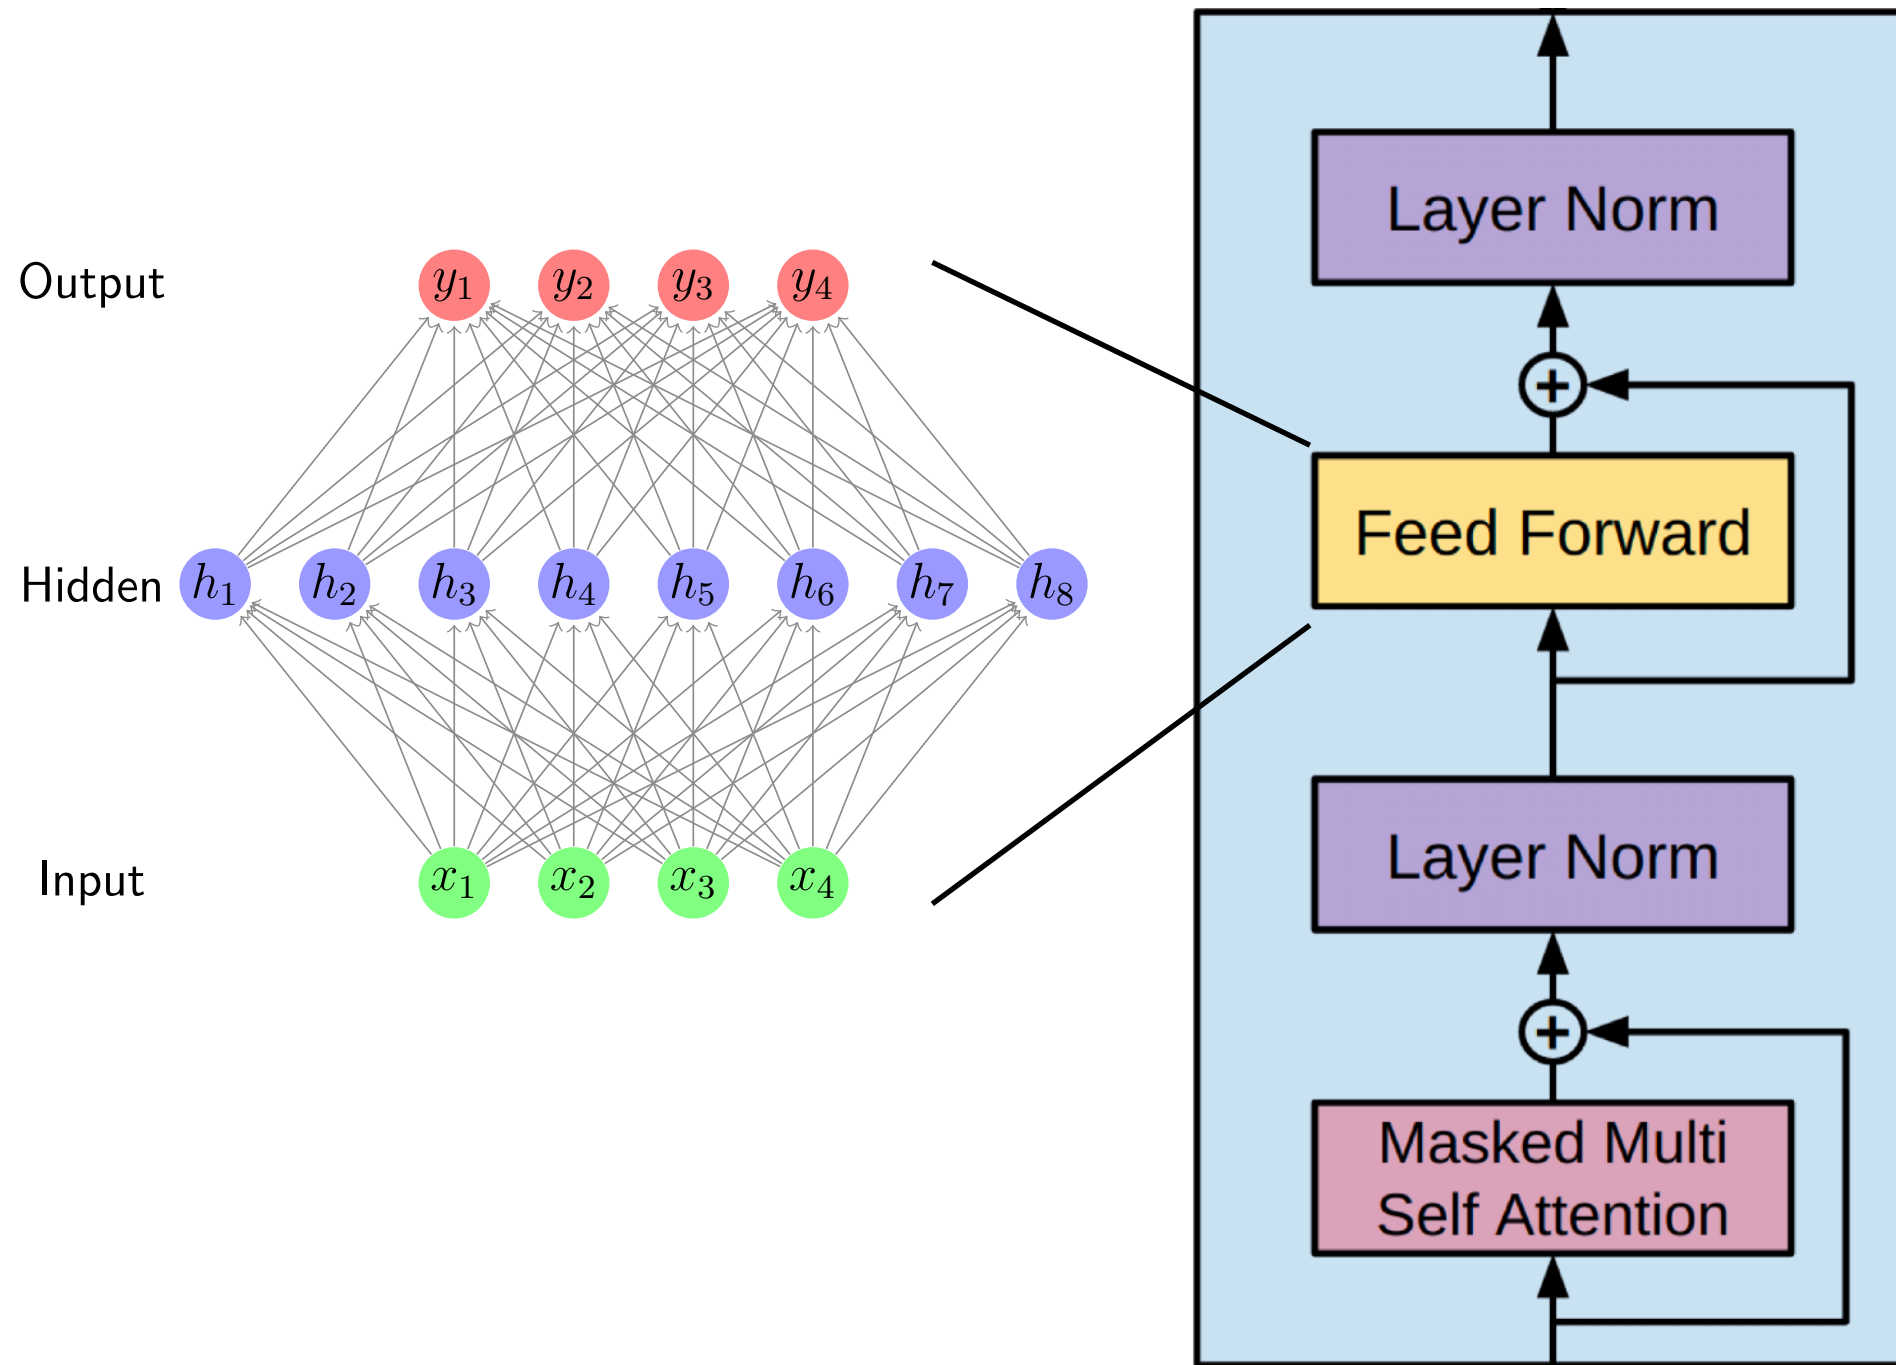 Output
y1 y2 y3 y4
Hidden
h1 h2 h3 h4 h5 h6 h7 h8
Input
x1 x2 x3 x4
Layer Norm
+
Feed Forward
Layer Norm
+
Masked Multi
Self Attention